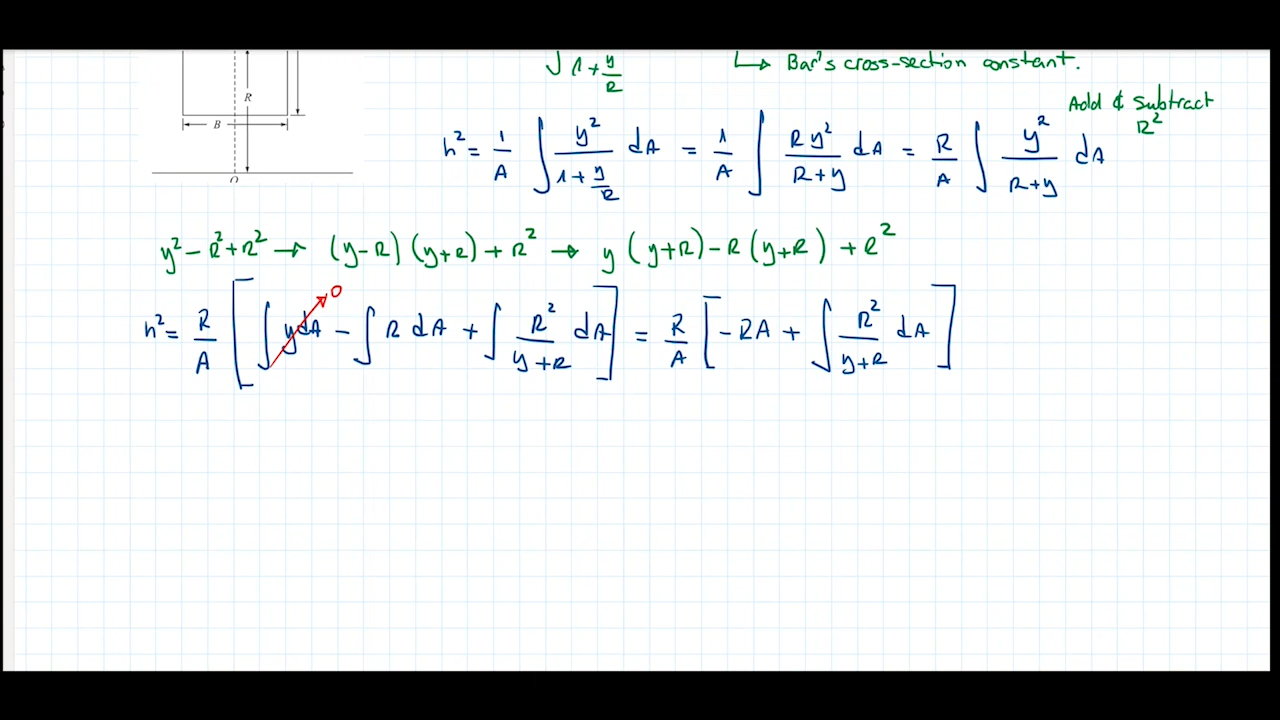 ∫ 1 + y/R
↳ Bar's cross-section constant.
Add & subtract
R²
R
B
O
h² = 1/A ∫ y²/(1 + y/R) dA = 1/A ∫ Ry²/(R+y) dA = R/A ∫ y²/(R+y) dA
y² - R² + R² → (y-R)(y+R) + R² → y(y+R) - R(y+R) + R²
h² = R/A [∫ y dA → 0 - ∫ R dA + ∫ R²/(y+R) dA] = R/A [-RA + ∫ R²/(y+R) dA]